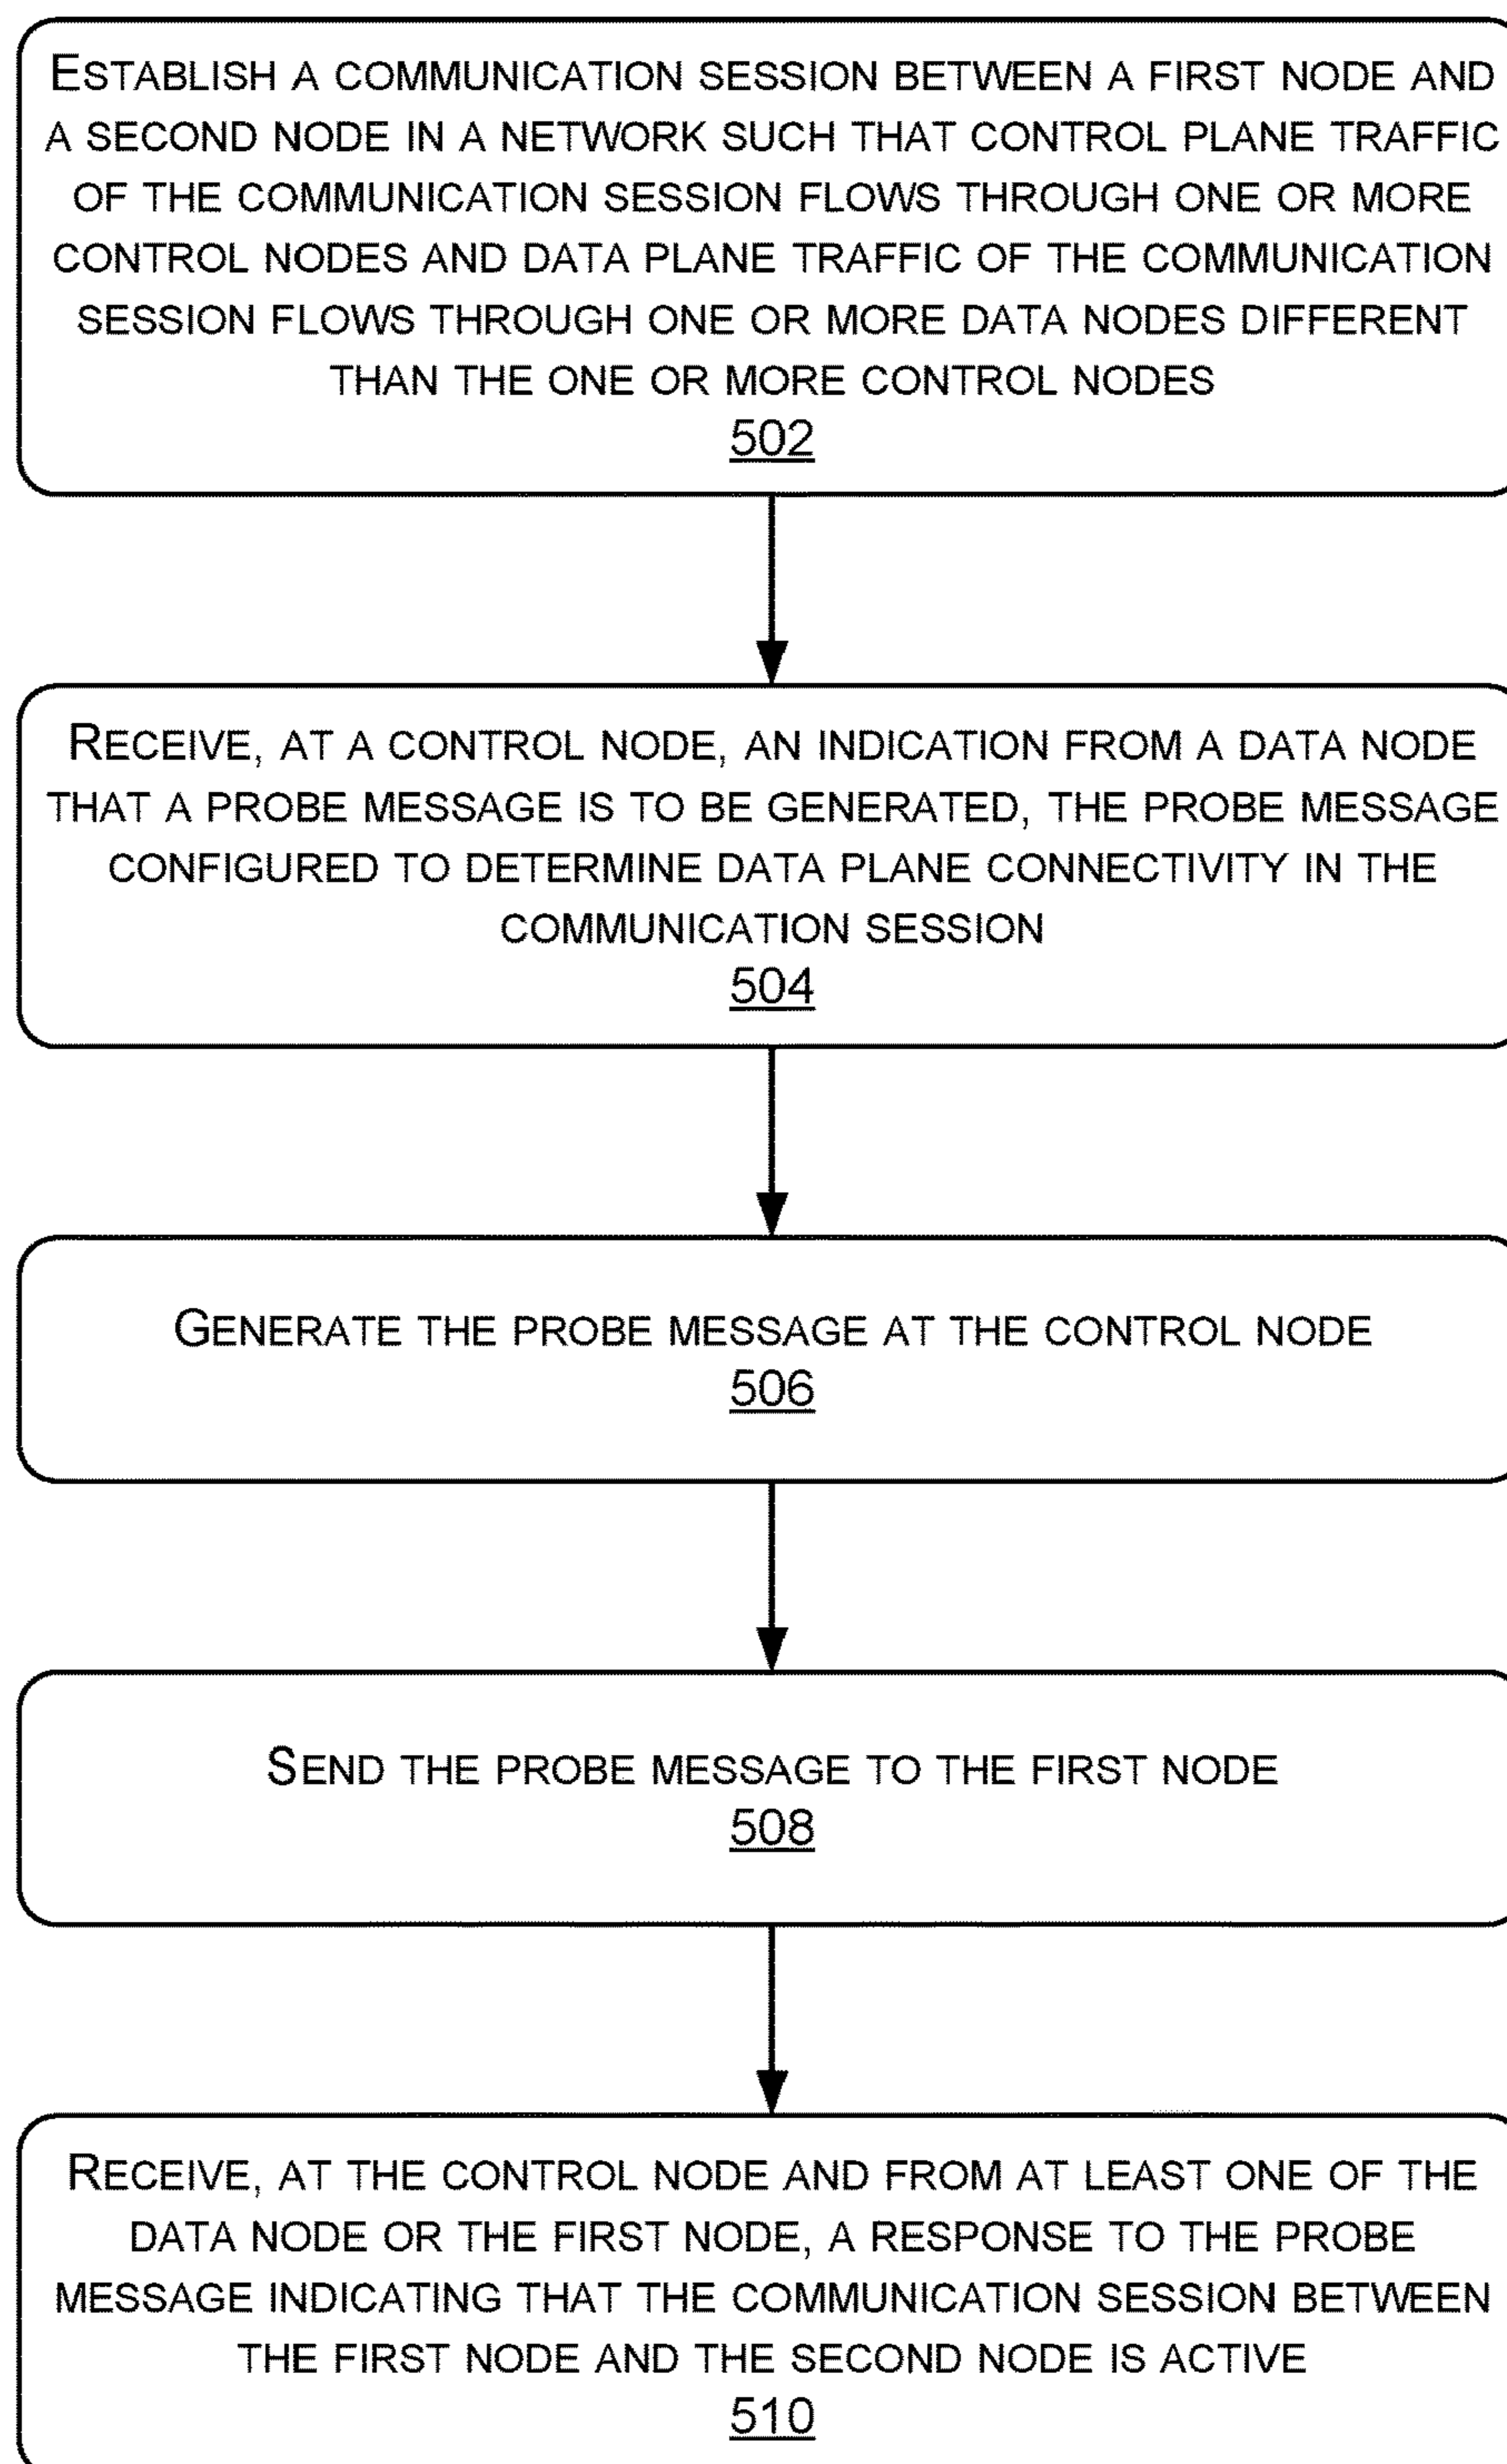 ESTABLISH A COMMUNICATION SESSION BETWEEN A FIRST NODE AND
A SECOND NODE IN A NETWORK SUCH THAT CONTROL PLANE TRAFFIC
OF THE COMMUNICATION SESSION FLOWS THROUGH ONE OR MORE
CONTROL NODES AND DATA PLANE TRAFFIC OF THE COMMUNICATION
SESSION FLOWS THROUGH ONE OR MORE DATA NODES DIFFERENT
THAN THE ONE OR MORE CONTROL NODES
502
RECEIVE, AT A CONTROL NODE, AN INDICATION FROM A DATA NODE
THAT A PROBE MESSAGE IS TO BE GENERATED, THE PROBE MESSAGE
CONFIGURED TO DETERMINE DATA PLANE CONNECTIVITY IN THE
COMMUNICATION SESSION
504
GENERATE THE PROBE MESSAGE AT THE CONTROL NODE
506
SEND THE PROBE MESSAGE TO THE FIRST NODE
508
RECEIVE, AT THE CONTROL NODE AND FROM AT LEAST ONE OF THE
DATA NODE OR THE FIRST NODE, A RESPONSE TO THE PROBE
MESSAGE INDICATING THAT THE COMMUNICATION SESSION BETWEEN
THE FIRST NODE AND THE SECOND NODE IS ACTIVE
510